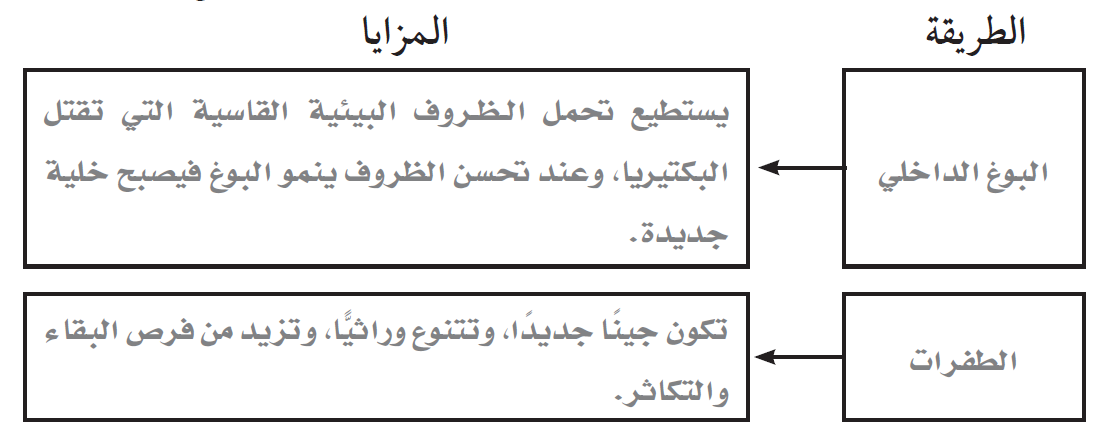 الطريقة
المزايا
البوغ الداخلي
يستطيع تحمل الظروف البيئية القاسية التي تقتل
البكتيريا، وعند تحسن الظروف ينمو البوغ فيصبح خلية
جديدة.
الطفرات
تكون جينًا جديدًا، وتتنوع وراثيًّا، وتزيد من فرص البقاء
والتكاثر.